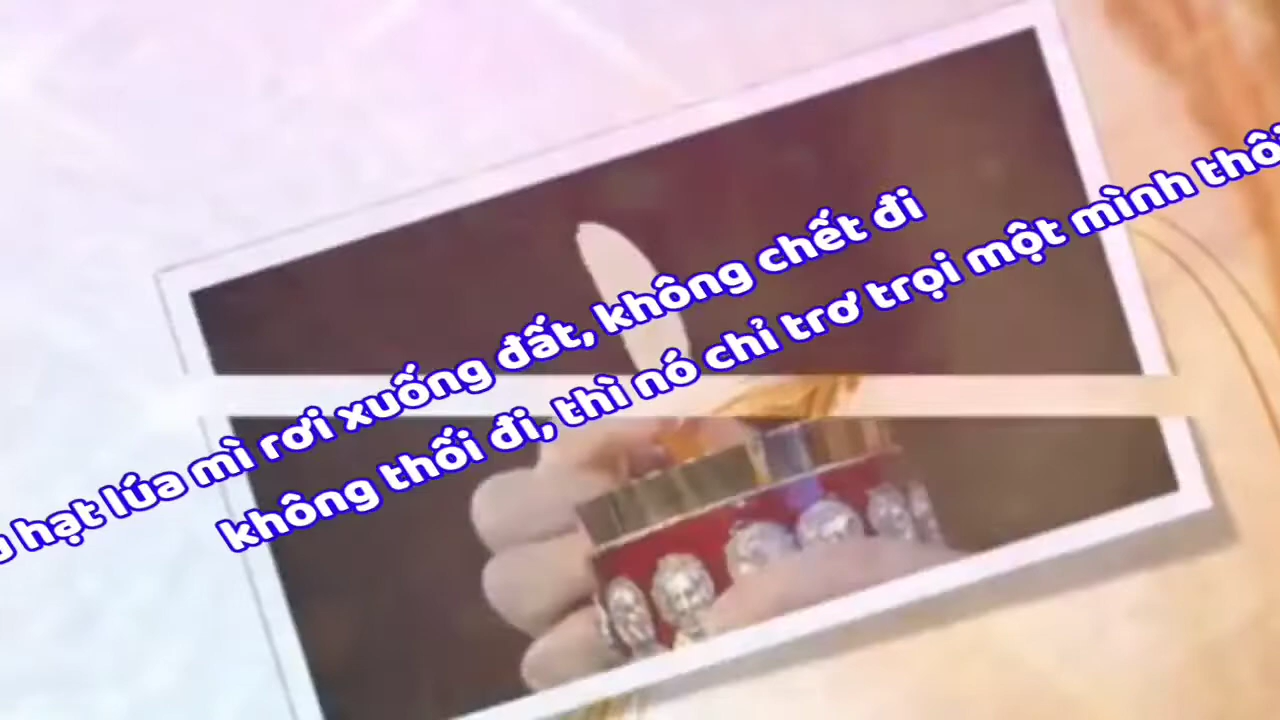 hạt lúa mì rơi xuống đất, không chết đi
không thối đi, thì nó chỉ trơ trọi một mình thôi